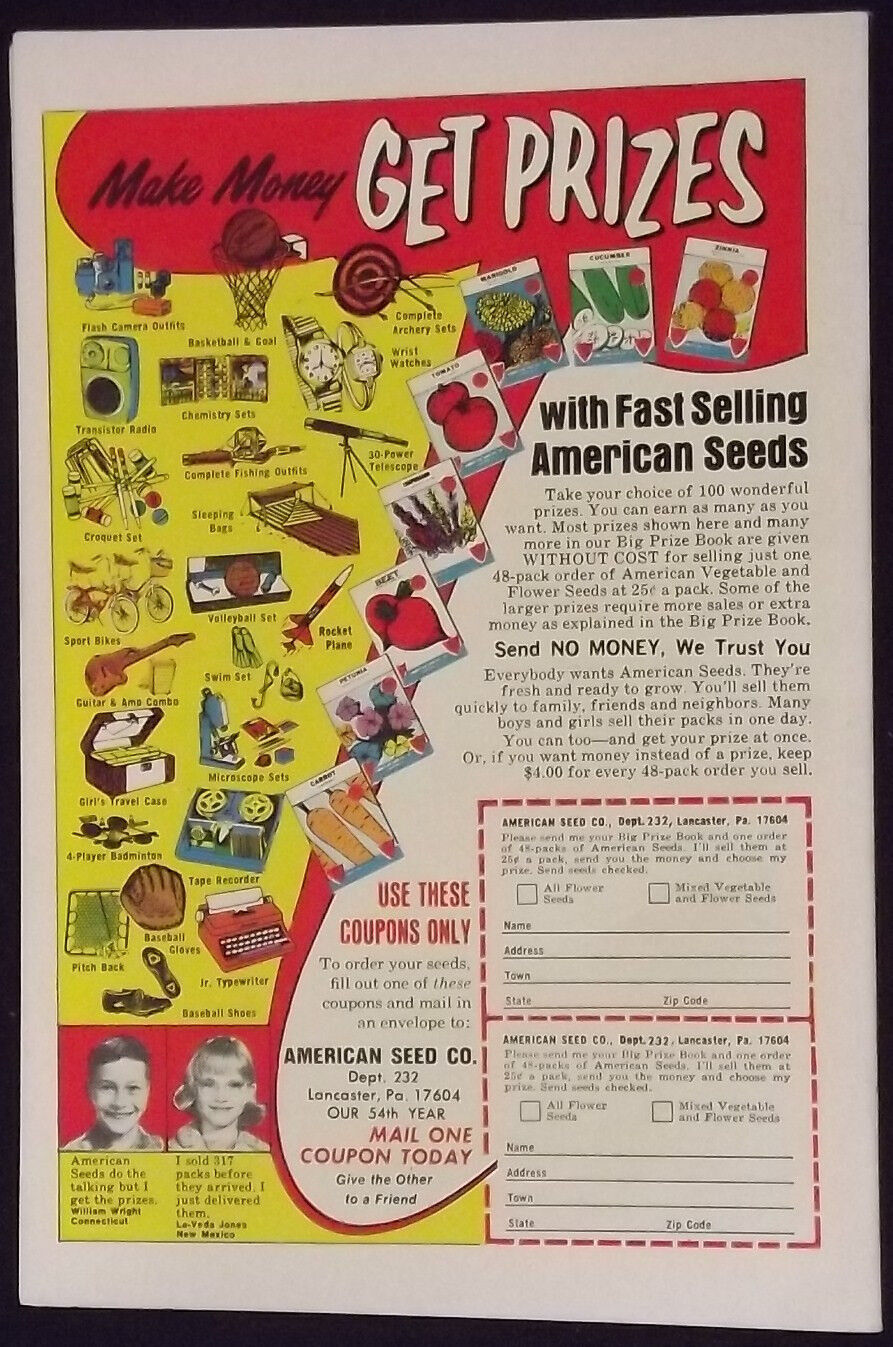 Make Money GET PRIZES
MARIGOLD
CUCUMBER
ZINNIA
TOMATO
BEET
PETUNIA
CARROT
Flash Camera Outfits
Basketball & Goal
Complete
Archery Sets
Wrist
Watches
Transistor Radio
Chemistry Sets
Complete Fishing Outfits
30-Power
Telescope
Croquet Set
Sleeping
Bags
Sport Bikes
Volleyball Set
Rocket
Plane
Guitar & Amp Combo
Swim Set
Girl's Travel Case
Microscope Sets
4-Player Badminton
Tape Recorder
Pitch Back
Baseball
Gloves
Jr. Typewriter
Baseball Shoes
with Fast Selling
American Seeds
Take your choice of 100 wonderful
prizes. You can earn as many as you
want. Most prizes shown here and many
more in our Big Prize Book are given
WITHOUT COST for selling just one
48-pack order of American Vegetable and
Flower Seeds at 25¢ a pack. Some of the
larger prizes require more sales or extra
money as explained in the Big Prize Book.
Send NO MONEY, We Trust You
Everybody wants American Seeds. They're
fresh and ready to grow. You'll sell them
quickly to family, friends and neighbors. Many
boys and girls sell their packs in one day.
You can too—and get your prize at once.
Or, if you want money instead of a prize, keep
$4.00 for every 48-pack order you sell.
USE THESE
COUPONS ONLY
To order your seeds,
fill out one of these
coupons and mail in
an envelope to:
AMERICAN SEED CO.
Dept. 232
Lancaster, Pa. 17604
OUR 54th YEAR
MAIL ONE
COUPON TODAY
Give the Other
to a Friend
American
Seeds do the
talking but I
get the prizes.
William Wright
Connecticut
I sold 317
packs before
they arrived. I
just delivered
them.
La-Veda Jones
New Mexico
AMERICAN SEED CO., Dept. 232, Lancaster, Pa. 17604
Please send me your Big Prize Book and one order
of 48-packs of American Seeds. I'll sell them at
25¢ a pack, send you the money and choose my
prize. Send seeds checked.
All Flower
Seeds
Mixed Vegetable
and Flower Seeds
Name
Address
Town
State Zip Code
AMERICAN SEED CO., Dept. 232, Lancaster, Pa. 17604
Please send me your Big Prize Book and one order
of 48-packs of American Seeds. I'll sell them at
25¢ a pack, send you the money and choose my
prize. Send seeds checked.
All Flower
Seeds
Mixed Vegetable
and Flower Seeds
Name
Address
Town
State Zip Code